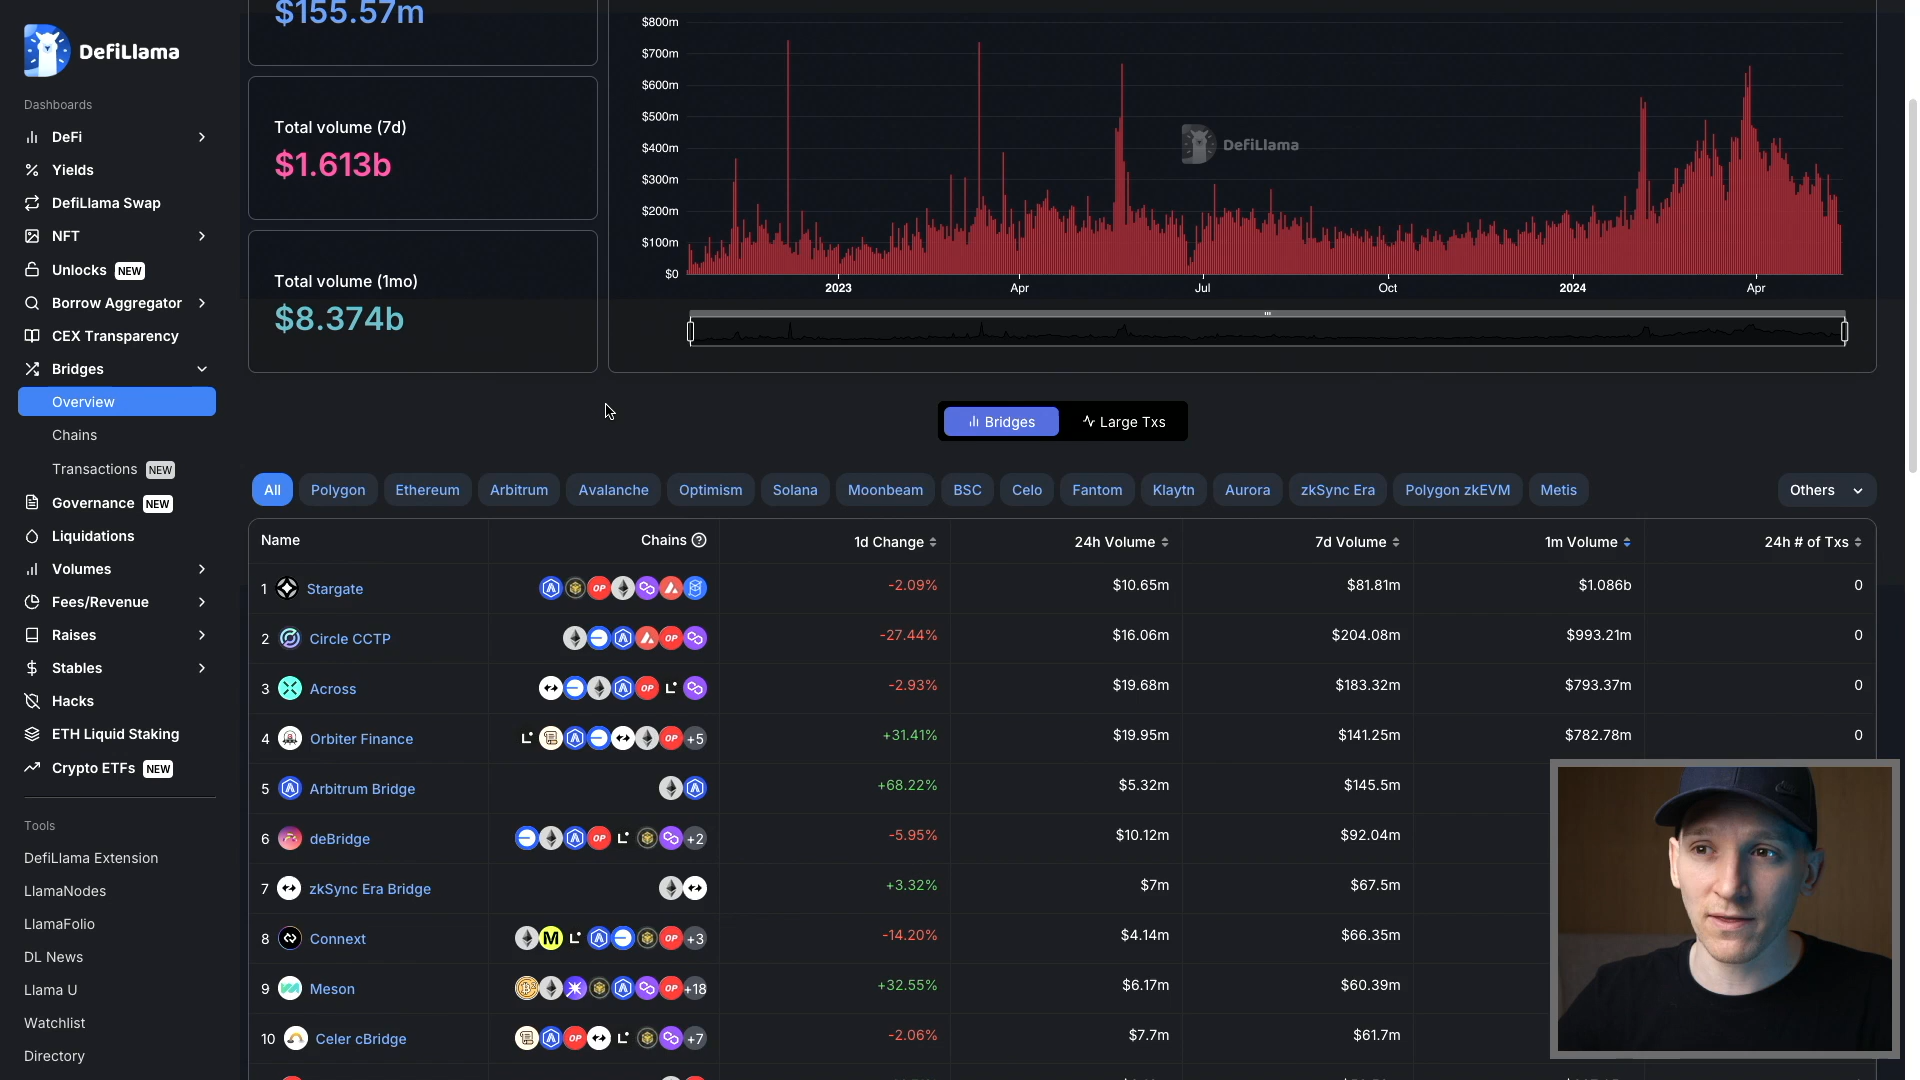 $155.57m
DefiLlama
Dashboards
DeFi
Yields
DefiLlama Swap
NFT
Unlocks NEW
Borrow Aggregator
CEX Transparency
Bridges
Overview
Chains
Transactions NEW
Governance NEW
Liquidations
Volumes
Fees/Revenue
Raises
Stables
Hacks
ETH Liquid Staking
Crypto ETFs NEW
Tools
DefiLlama Extension
LlamaNodes
LlamaFolio
DL News
Llama U
Watchlist
Directory
Total volume (7d)
$1.613b
Total volume (1mo)
$8.374b
$800m
$700m
$600m
$500m
$400m
$300m
$200m
$100m
$0
DefiLlama
2023 Apr Jul Oct 2024 Apr
Bridges Large Txs
All Polygon Ethereum Arbitrum Avalanche Optimism Solana Moonbeam BSC Celo Fantom Klaytn Aurora zkSync Era Polygon zkEVM Metis Others
Name Chains 1d Change 24h Volume 7d Volume 1m Volume 24h # of Txs
1 Stargate OP -2.09% $10.65m $81.81m $1.086b 0
2 Circle CCTP OP -27.44% $16.06m $204.08m $993.21m 0
3 Across OP -2.93% $19.68m $183.32m $793.37m 0
4 Orbiter Finance OP +5 +31.41% $19.95m $141.25m $782.78m 0
5 Arbitrum Bridge +68.22% $5.32m $145.5m
6 deBridge OP +2 -5.95% $10.12m $92.04m
7 zkSync Era Bridge +3.32% $7m $67.5m
8 Connext M OP +3 -14.20% $4.14m $66.35m
9 Meson OP +18 +32.55% $6.17m $60.39m
10 Celer cBridge OP +7 -2.06% $7.7m $61.7m